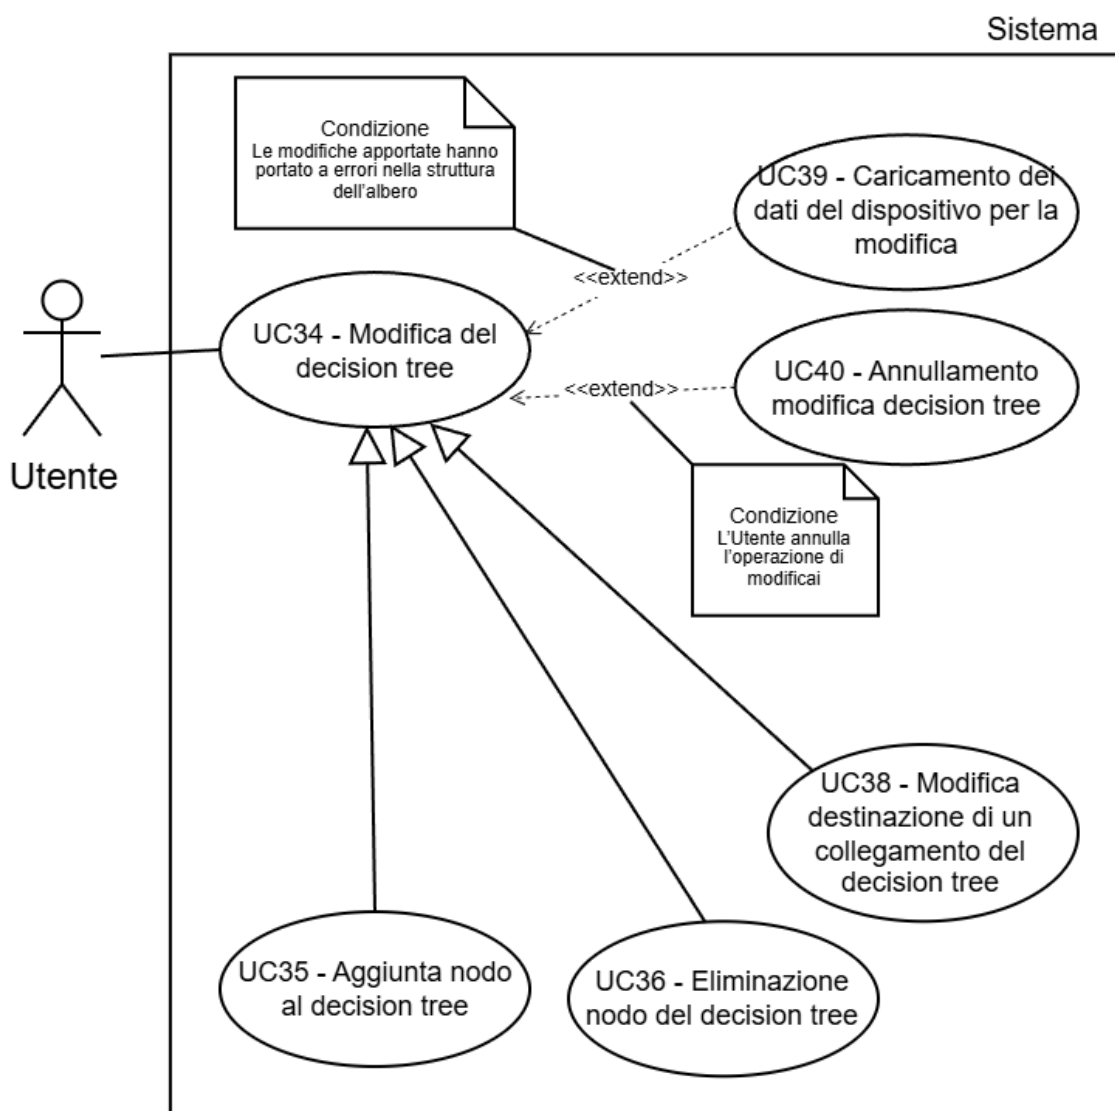 Sistema
Condizione
Le modifiche apportate hanno
portato a errori nella struttura
dell'albero
UC39 - Caricamento dei
dati del dispositivo per la
modifica
<<extend>>
UC34 - Modifica del
decision tree
UC40 - Annullamento
modifica decision tree
<<extend>>
Utente
Condizione
L'Utente annulla
l'operazione di
modificai
UC38 - Modifica
destinazione di un
collegamento del
decision tree
UC35 - Aggiunta nodo
al decision tree
UC36 - Eliminazione
nodo del decision tree